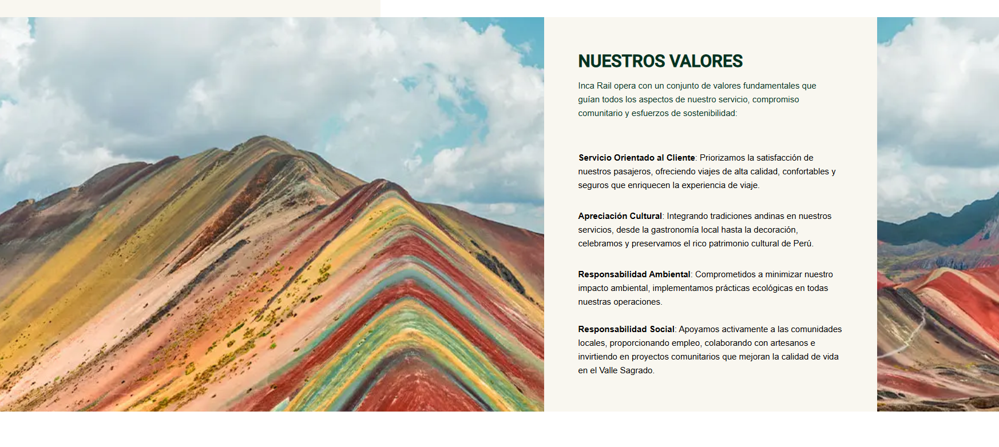 NUESTROS VALORES
Inca Rail opera con un conjunto de valores fundamentales que
guían todos los aspectos de nuestro servicio, compromiso
comunitario y esfuerzos de sostenibilidad:
Servicio Orientado al Cliente: Priorizamos la satisfacción de
nuestros pasajeros, ofreciendo viajes de alta calidad, confortables y
seguros que enriquecen la experiencia de viaje.
Apreciación Cultural: Integrando tradiciones andinas en nuestros
servicios, desde la gastronomía local hasta la decoración,
celebramos y preservamos el rico patrimonio cultural de Perú.
Responsabilidad Ambiental: Comprometidos a minimizar nuestro
impacto ambiental, implementamos prácticas ecológicas en todas
nuestras operaciones.
Responsabilidad Social: Apoyamos activamente a las comunidades
locales, proporcionando empleo, colaborando con artesanos e
invirtiendo en proyectos comunitarios que mejoran la calidad de vida
en el Valle Sagrado.